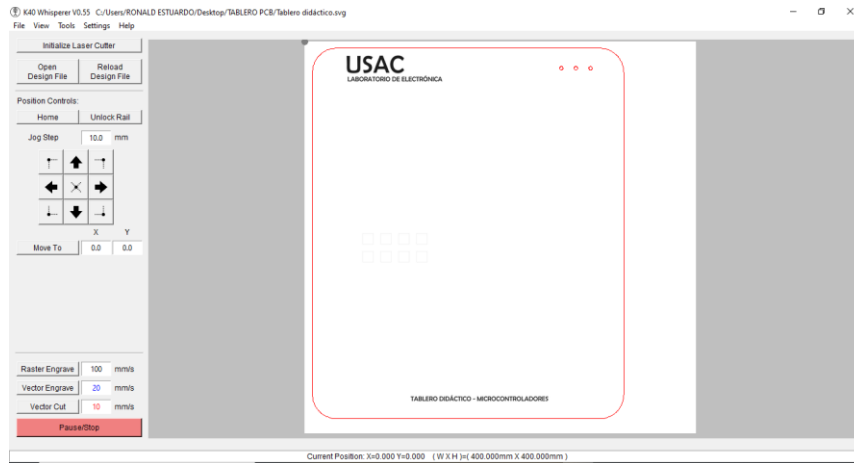 K40 Whisperer V0.55 C:/Users/RONALD ESTUARDO/Desktop/TABLERO PCB/Tablero didáctico.svg
File View Tools Settings Help
Initialize Laser Cutter
Open Design File
Reload Design File
Position Controls:
Home
Unlock Rail
Jog Step 10.0 mm
X Y
Move To 0.0 0.0
Raster Engrave 100 mm/s
Vector Engrave 20 mm/s
Vector Cut 10 mm/s
Pause/Stop
USAC
LABORATORIO DE ELECTRÓNICA
TABLERO DIDÁCTICO - MICROCONTROLADORES
Current Position: X=0.000 Y=0.000 ( W X H )=( 400.000mm X 400.000mm )